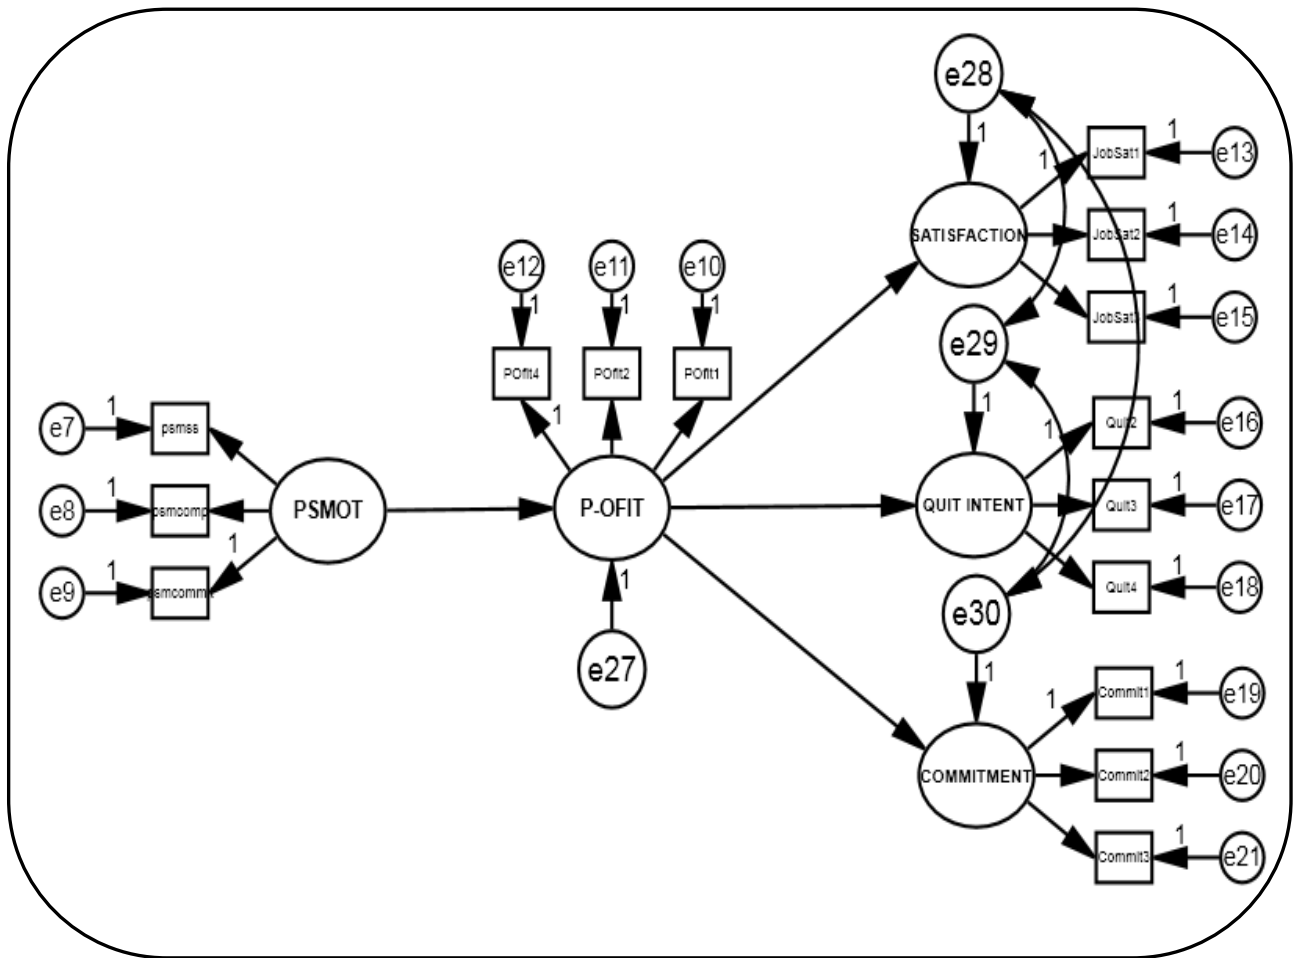 e28
1
1
JobSat1
1
e13
SATISFACTION
JobSat2
1
e14
JobSat3
1
e15
e12
1
e11
1
e10
1
POfit4
POfit2
POfit1
1
e29
1
e7
1
psmss
e8
1
psmcomp
e9
1
psmcomm
1
PSMOT
P-OFIT
1
e27
1
Quit2
1
e16
QUIT INTENT
Quit3
1
e17
Quit4
1
e18
e30
1
1
Commit1
1
e19
COMMITMENT
Commit2
1
e20
Commit3
1
e21